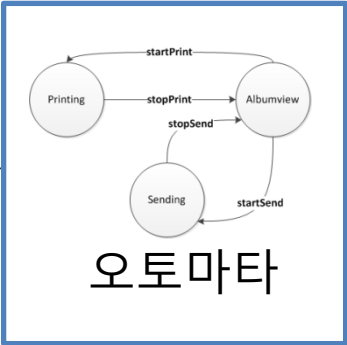 startPrint
Printing
stopPrint
Albumview
stopSend
Sending
startSend
오토마타